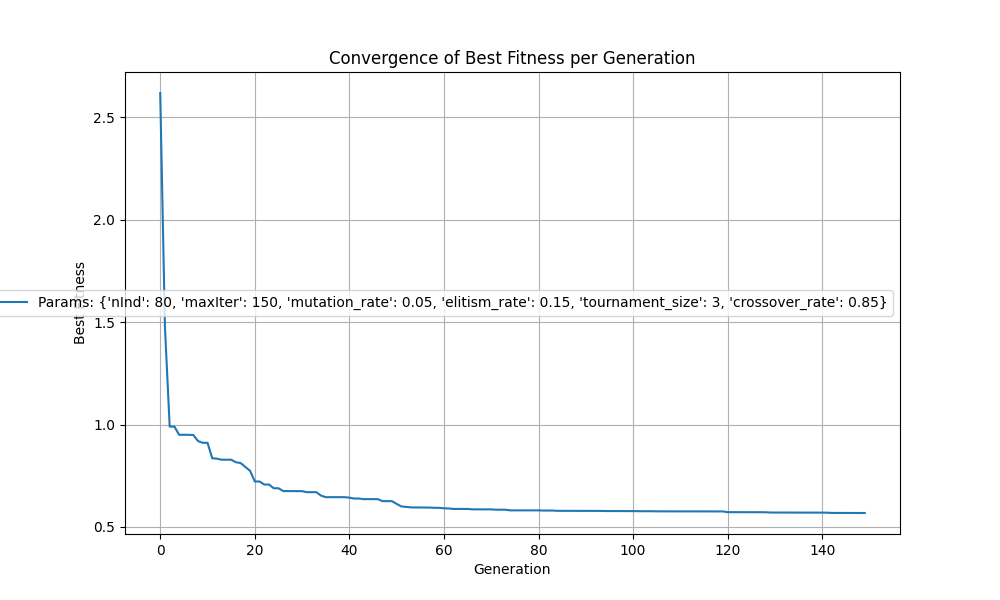 Convergence of Best Fitness per Generation
2.5
2.0
1.5
1.0
0.5
Best ness
Params: {'nInd': 80, 'maxIter': 150, 'mutation_rate': 0.05, 'elitism_rate': 0.15, 'tournament_size': 3, 'crossover_rate': 0.85}
0 20 40 60 80 100 120 140
Generation